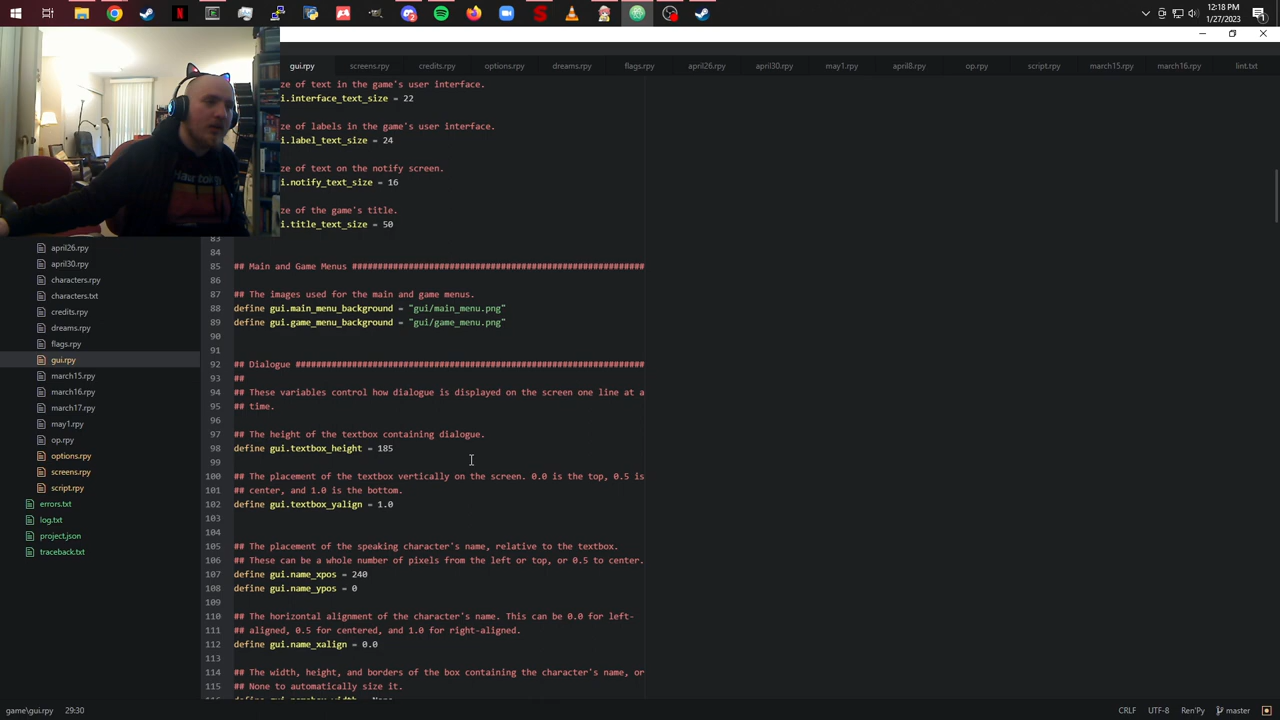 12:18 PM
1/27/2023
gui.rpy
screens.rpy
credits.rpy
options.rpy
dreams.rpy
flags.rpy
april26.rpy
april30.rpy
may1.rpy
april8.rpy
op.rpy
script.rpy
march15.rpy
march16.rpy
lint.txt
ze of text in the game's user interface.
i.interface_text_size = 22
ze of labels in the game's user interface.
i.label_text_size = 24
ze of text on the notify screen.
i.notify_text_size = 16
ze of the game's title.
i.title_text_size = 50
83
84
85 ## Main and Game Menus #########################################################
86
87 ## The images used for the main and game menus.
88 define gui.main_menu_background = "gui/main_menu.png"
89 define gui.game_menu_background = "gui/game_menu.png"
90
91
92 ## Dialogue ####################################################################
93 ##
94 ## These variables control how dialogue is displayed on the screen one line at a
95 ## time.
96
97 ## The height of the textbox containing dialogue.
98 define gui.textbox_height = 185
99
100 ## The placement of the textbox vertically on the screen. 0.0 is the top, 0.5 is
101 ## center, and 1.0 is the bottom.
102 define gui.textbox_yalign = 1.0
103
104
105 ## The placement of the speaking character's name, relative to the textbox.
106 ## These can be a whole number of pixels from the left or top, or 0.5 to center.
107 define gui.name_xpos = 240
108 define gui.name_ypos = 0
109
110 ## The horizontal alignment of the character's name. This can be 0.0 for left-
111 ## aligned, 0.5 for centered, and 1.0 for right-aligned.
112 define gui.name_xalign = 0.0
113
114 ## The width, height, and borders of the box containing the character's name, or
115 ## None to automatically size it.
april26.rpy
april30.rpy
characters.rpy
characters.txt
credits.rpy
dreams.rpy
flags.rpy
gui.rpy
march15.rpy
march16.rpy
march17.rpy
may1.rpy
op.rpy
options.rpy
screens.rpy
script.rpy
errors.txt
log.txt
project.json
traceback.txt
game\gui.rpy 29:30
CRLF UTF-8 Ren'Py master